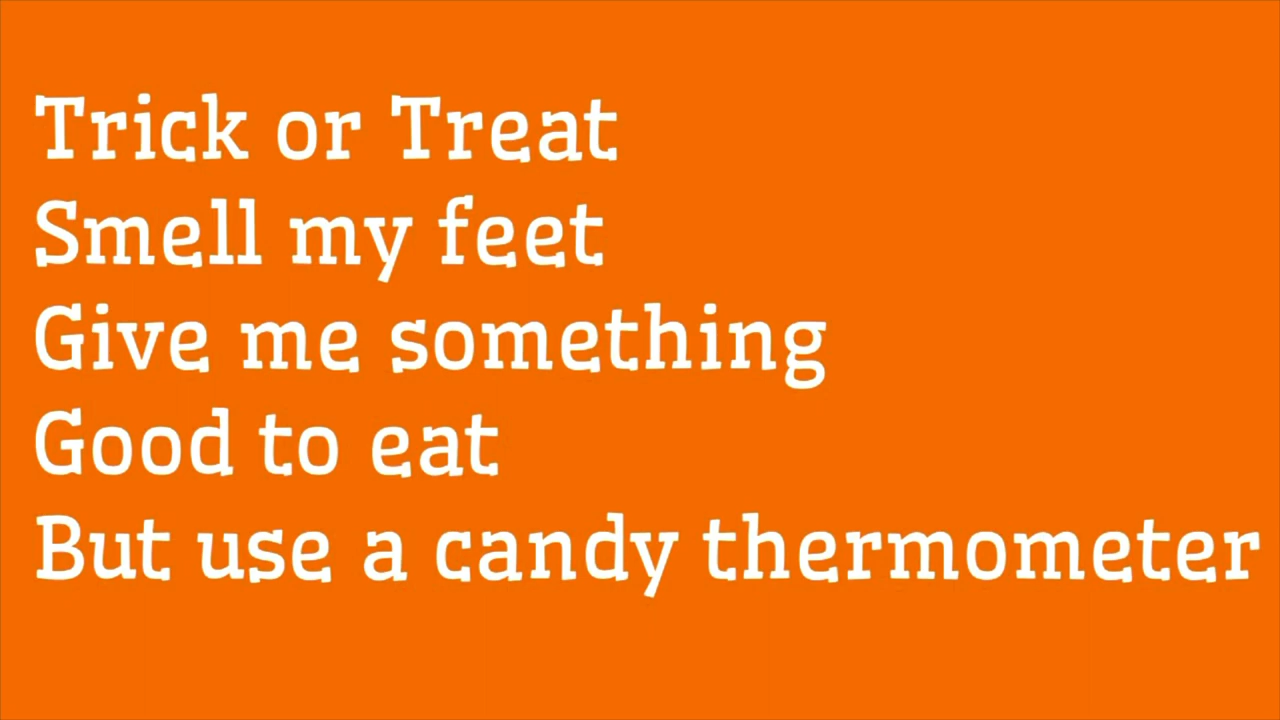 Trick or Treat
Smell my feet
Give me something
Good to eat
But use a candy thermometer